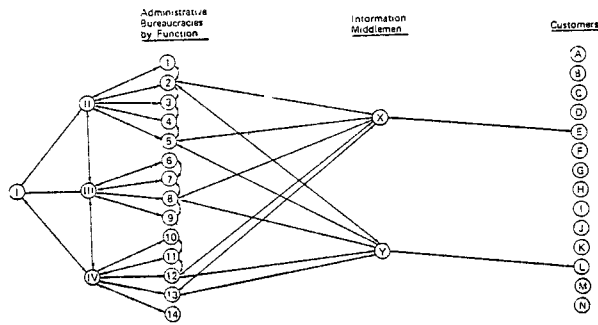 Administrative
Bureaucracies
by Function
Information
Middlemen
Customers
I
II
III
IV
1
2
3
4
5
6
7
8
9
10
11
12
13
14
X
Y
A
B
C
D
E
F
G
H
I
J
K
L
M
N